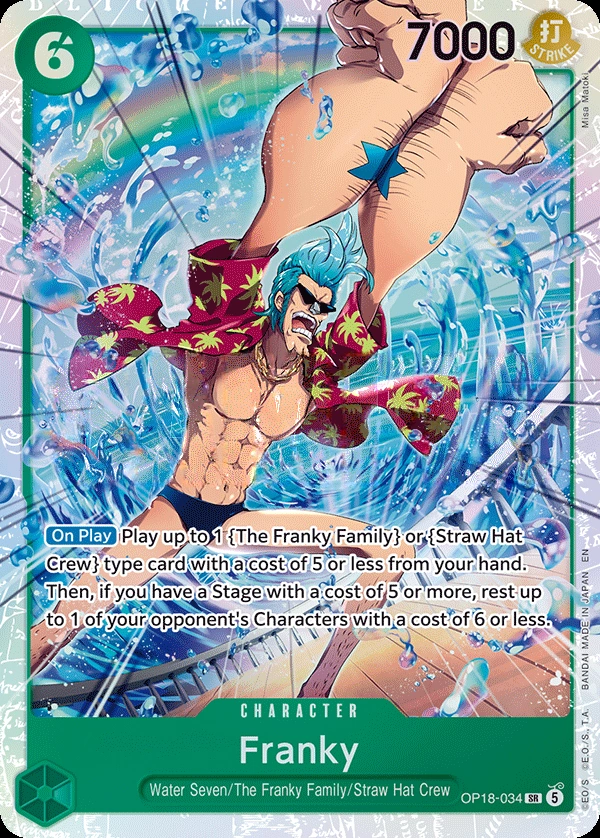 6
7000
打
STRIKE
Misa Matoki
On Play Play up to 1 {The Franky Family} or {Straw Hat
Crew} type card with a cost of 5 or less from your hand.
Then, if you have a Stage with a cost of 5 or more, rest up
to 1 of your opponent's Characters with a cost of 6 or less.
CHARACTER
Franky
Water Seven/The Franky Family/Straw Hat Crew
OP18-034 SR 5
©E.O/S ©E.O./S., T.A. BANDAI MADE IN JAPAN EN